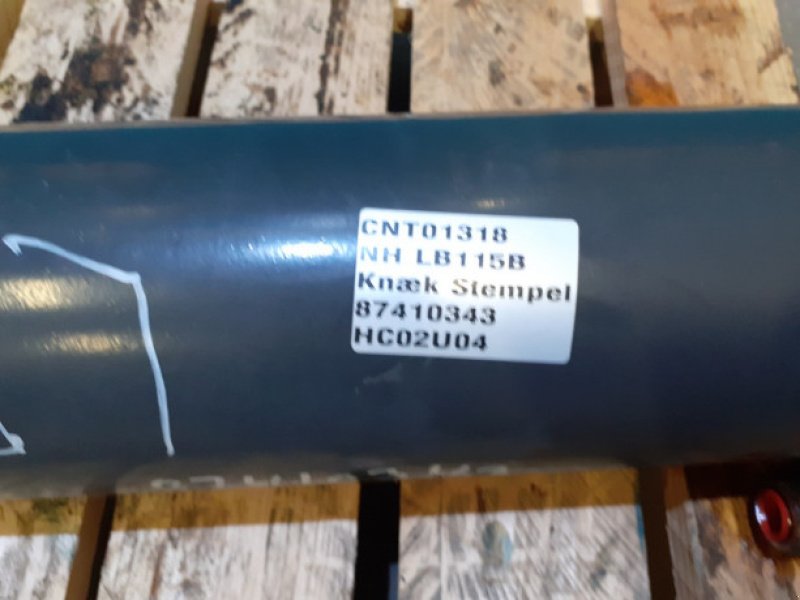 CNT01318
NH LB115B
Knæk Stempel
87410343
HC02U04